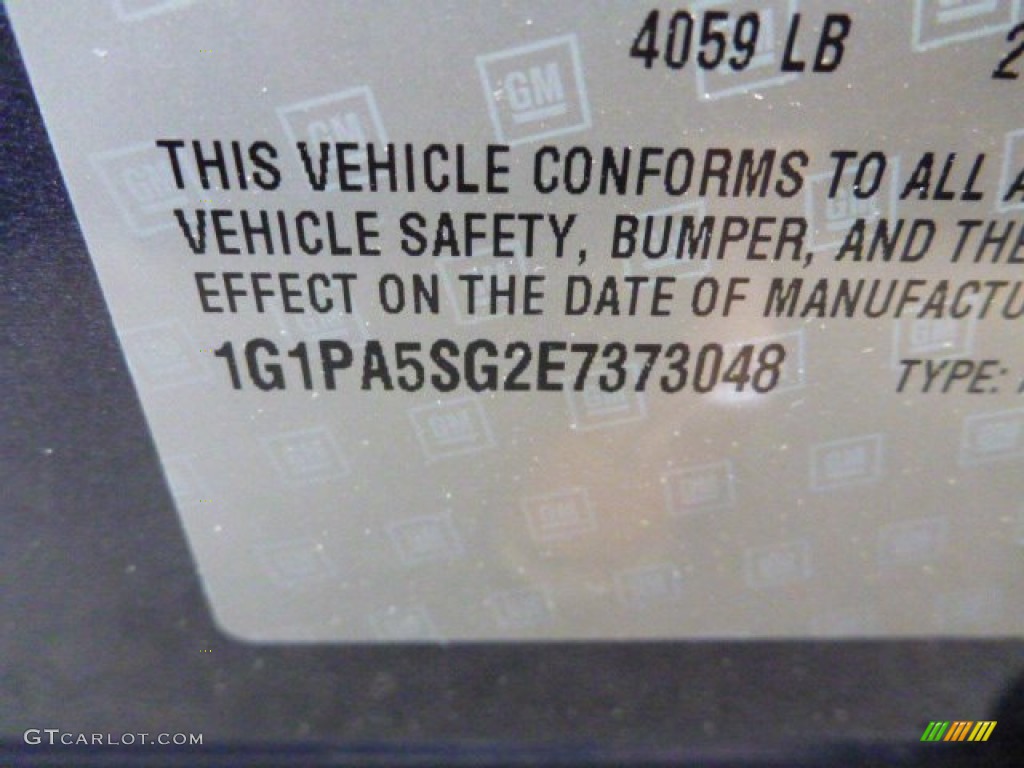 4059 LB
THIS VEHICLE CONFORMS TO ALL
VEHICLE SAFETY, BUMPER, AND THE
EFFECT ON THE DATE OF MANUFACTU
1G1PA5SG2E7373048 TYPE:
GM
GTCARLOT.COM